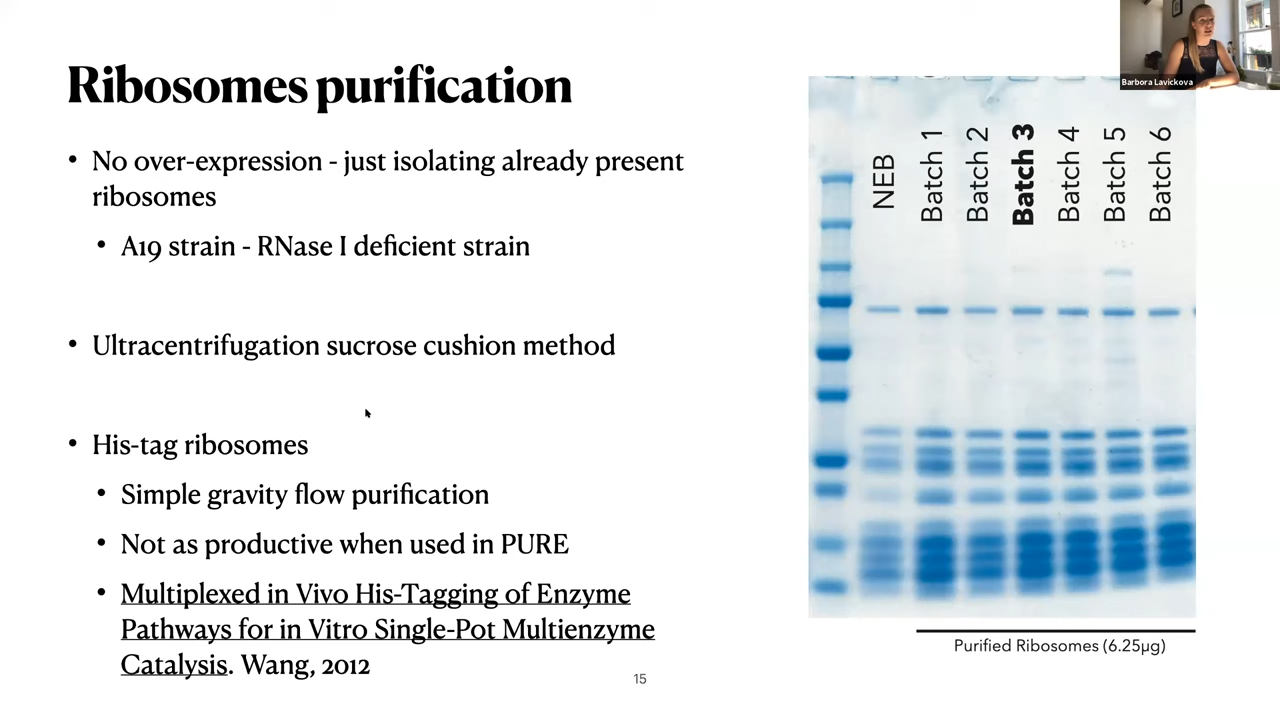 Ribosomes purification
• No over-expression - just isolating already present
ribosomes
• A19 strain - RNase I deficient strain
• Ultracentrifugation sucrose cushion method
• His-tag ribosomes
• Simple gravity flow purification
• Not as productive when used in PURE
• Multiplexed in Vivo His-Tagging of Enzyme
Pathways for in Vitro Single-Pot Multienzyme
Catalysis. Wang, 2012
15
NEB
Batch 1
Batch 2
Batch 3
Batch 4
Batch 5
Batch 6
Purified Ribosomes (6.25µg)
Barbora Lavickova